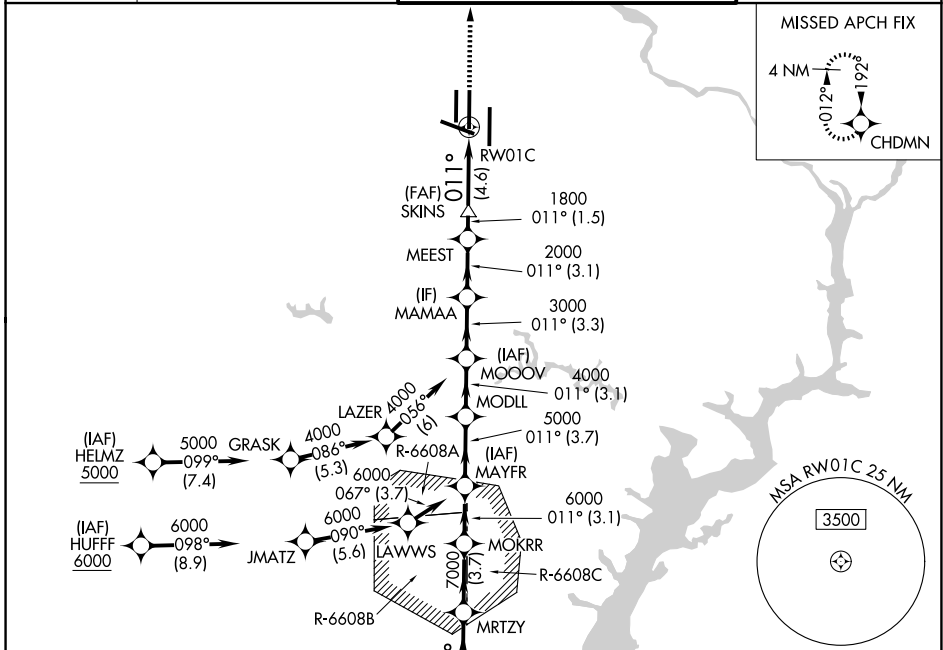 MISSED APCH FIX
4 NM
012°
192°
CHDMN
RW01C
011°
(4.6)
(FAF)
SKINS
1800
011° (1.5)
MEEST
2000
011° (3.1)
(IF)
MAMAA
3000
011° (3.3)
(IAF)
MOOOV
4000
011° (3.1)
MODLL
LAZER
4000
056°
(6)
5000
011° (3.7)
(IAF)
HELMZ
5000
5000
099°
(7.4)
GRASK
4000
086°
(5.3)
R-6608A
(IAF)
MAYFR
6000
067° (3.7)
6000
011° (3.1)
(IAF)
HUFFF
6000
6000
098°
(8.9)
JMATZ
6000
090°
(5.6)
LAWWS
MOKRR
7000
(3.7)
R-6608C
R-6608B
MRTZY
MSA RW01C 25 NM
3500